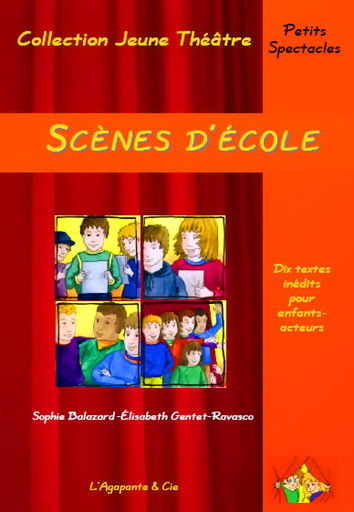 Collection Jeune Théâtre
Petits
Spectacles
SCÈNES D'ÉCOLE
Dix textes
inédits
pour
enfants-
acteurs
Sophie Balazard-Élisabeth Gentet-Ravasco
L'Agapante & Cie